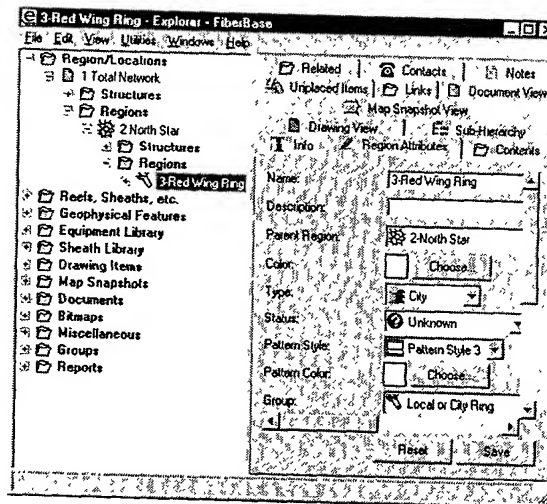 3-Red Wing Ring - Explorer - FiberBase
File Edit View Utilities Windows Help
Region/Locations
1 Total Network
Structures
Regions
2 North Star
Structures
Regions
3-Red Wing Ring
Reels, Sheaths, etc.
Geophysical Features
Equipment Library
Sheath Library
Drawing Items
Map Snapshots
Documents
Bitmaps
Miscellaneous
Groups
Reports
Related Contacts Notes
Unplaced Items Links Document View
Map Snapshot View
Drawing View Sub-Hierarchy
Info Region Attributes Contents
Name: 3-Red Wing Ring
Description:
Parent Region: 2-North Star
Color: Choose...
Type: City
Status: Unknown
Pattern Style: Pattern Style 3
Pattern Color: Choose...
Group: Local or City Ring
Reset Save